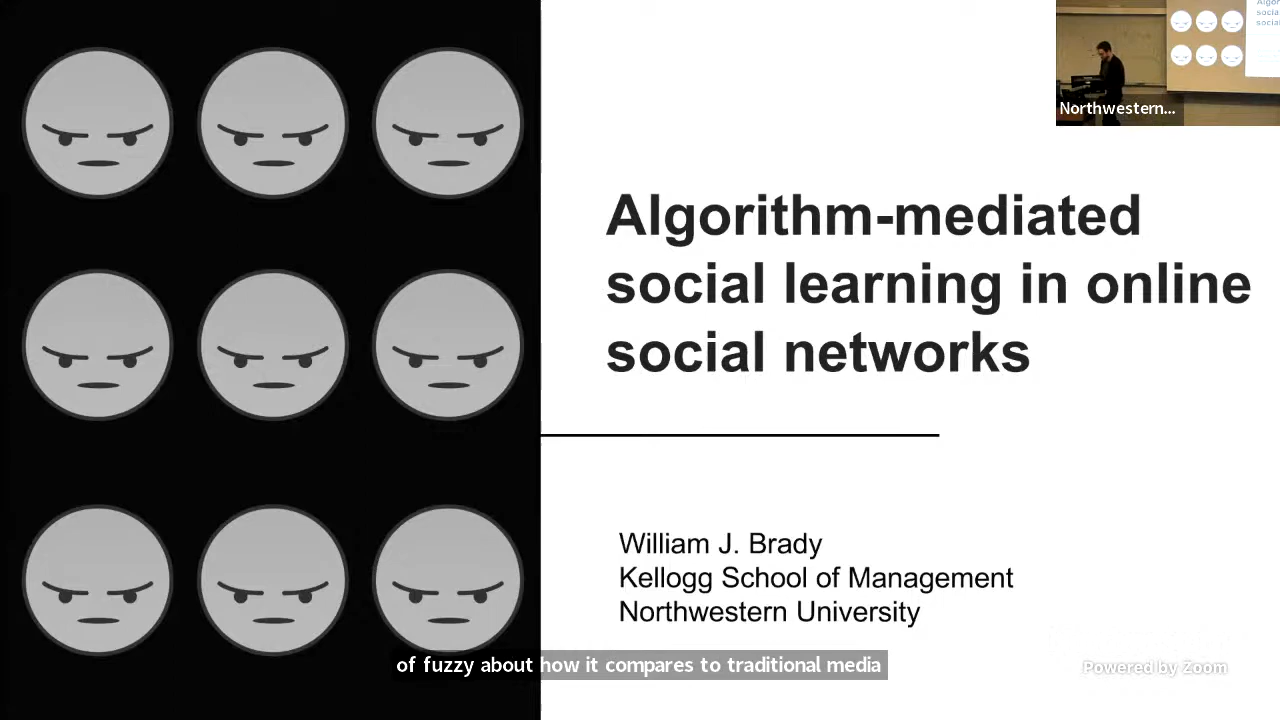 Northwestern...
Algorithm-mediated
social learning in online
social networks
William J. Brady
Kellogg School of Management
Northwestern University
of fuzzy about how it compares to traditional media
Powered by Zoom